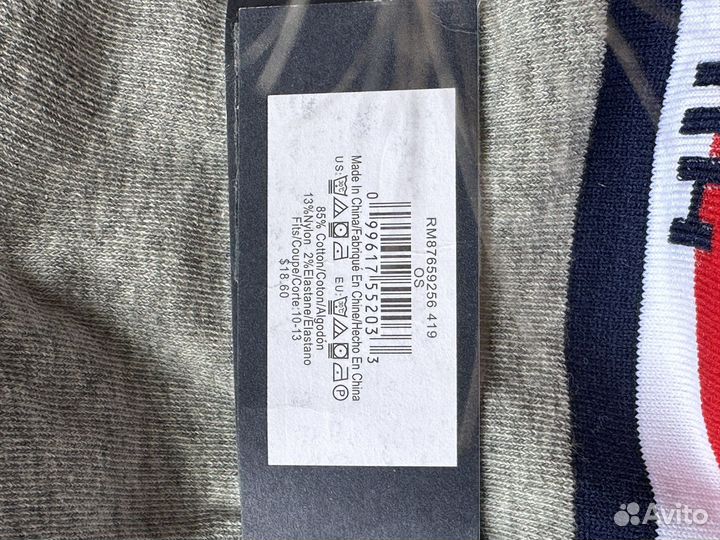 RM87659256 419
OS
0 99617 55203 3
Made In China/Fabriqué En Chine/Hecho En China
US: EU: P
85% Cotton/Coton/Algodón
13%Nylon 2%Elastane/Elastano
Fits/Coupe/Corte:10-13
$18.60
Avito